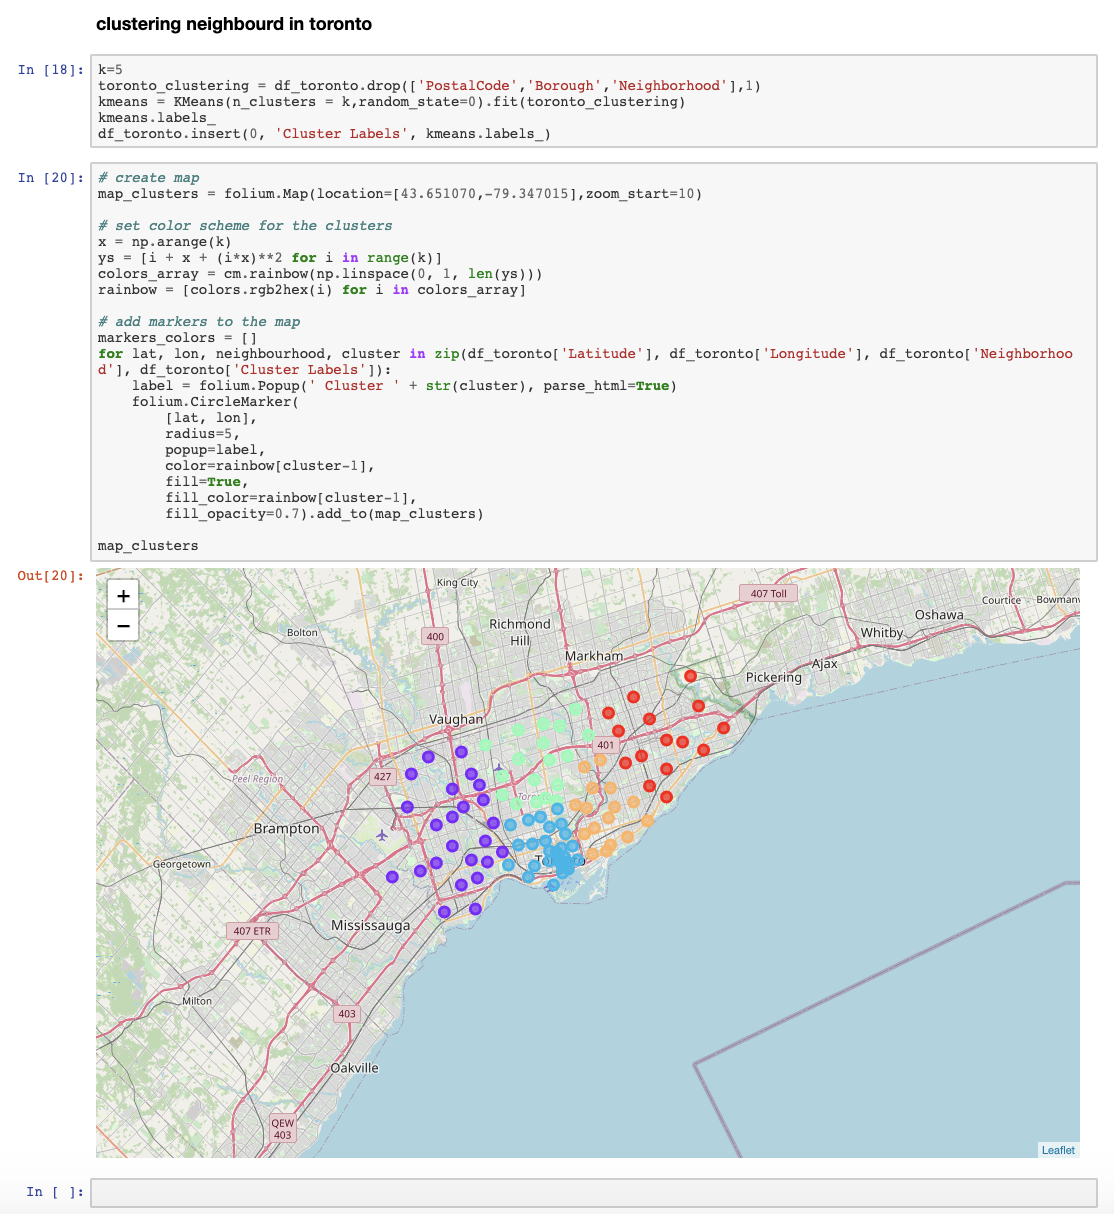 clustering neighbourd in toronto
In [18]:
k=5
toronto_clustering = df_toronto.drop(['PostalCode','Borough','Neighborhood'],1)
kmeans = KMeans(n_clusters = k,random_state=0).fit(toronto_clustering)
kmeans.labels_
df_toronto.insert(0, 'Cluster Labels', kmeans.labels_)
In [20]:
# create map
map_clusters = folium.Map(location=[43.651070,-79.347015],zoom_start=10)
# set color scheme for the clusters
x = np.arange(k)
ys = [i + x + (i*x)**2 for i in range(k)]
colors_array = cm.rainbow(np.linspace(0, 1, len(ys)))
rainbow = [colors.rgb2hex(i) for i in colors_array]
# add markers to the map
markers_colors = []
for lat, lon, neighbourhood, cluster in zip(df_toronto['Latitude'], df_toronto['Longitude'], df_toronto['Neighborhoo
d'], df_toronto['Cluster Labels']):
    label = folium.Popup(' Cluster ' + str(cluster), parse_html=True)
    folium.CircleMarker(
        [lat, lon],
        radius=5,
        popup=label,
        color=rainbow[cluster-1],
        fill=True,
        fill_color=rainbow[cluster-1],
        fill_opacity=0.7).add_to(map_clusters)
map_clusters
Out[20]:
+
−
King City
407 Toll
Courtice
Bowmanv
Oshawa
Richmond
Hill
Bolton
400
Whitby
Markham
Ajax
Pickering
Vaughan
401
427
Peel Region
Brampton
Georgetown
Mississauga
407 ETR
Milton
403
Oakville
QEW
403
Leaflet
In [ ]: